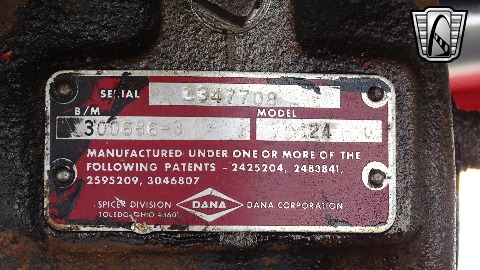 SERIAL 1347709
B/M MODEL
300686-3 24
MANUFACTURED UNDER ONE OR MORE OF THE
FOLLOWING PATENTS - 2425204, 2483841,
2595209, 3046807
SPICER DIVISION DANA DANA CORPORATION
TOLEDO, OHIO